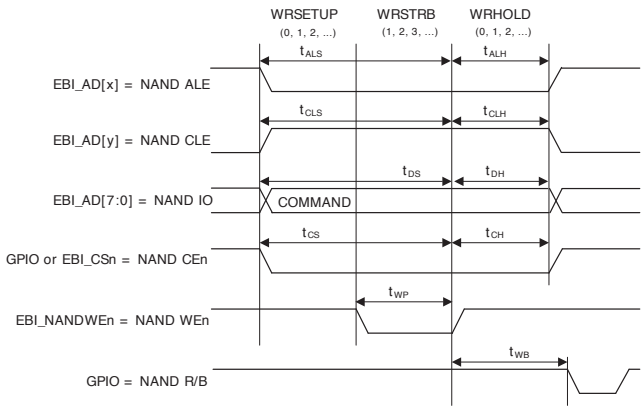 WRSETUP WRSTRB WRHOLD
(0, 1, 2, ...) (1, 2, 3, ...) (0, 1, 2, ...)
tALS tALH
EBI_AD[x] = NAND ALE
tCLS tCLH
EBI_AD[y] = NAND CLE
tDS tDH
EBI_AD[7:0] = NAND IO COMMAND
tCS tCH
GPIO or EBI_CSn = NAND CEn
tWP
EBI_NANDWEn = NAND WEn
tWB
GPIO = NAND R/B